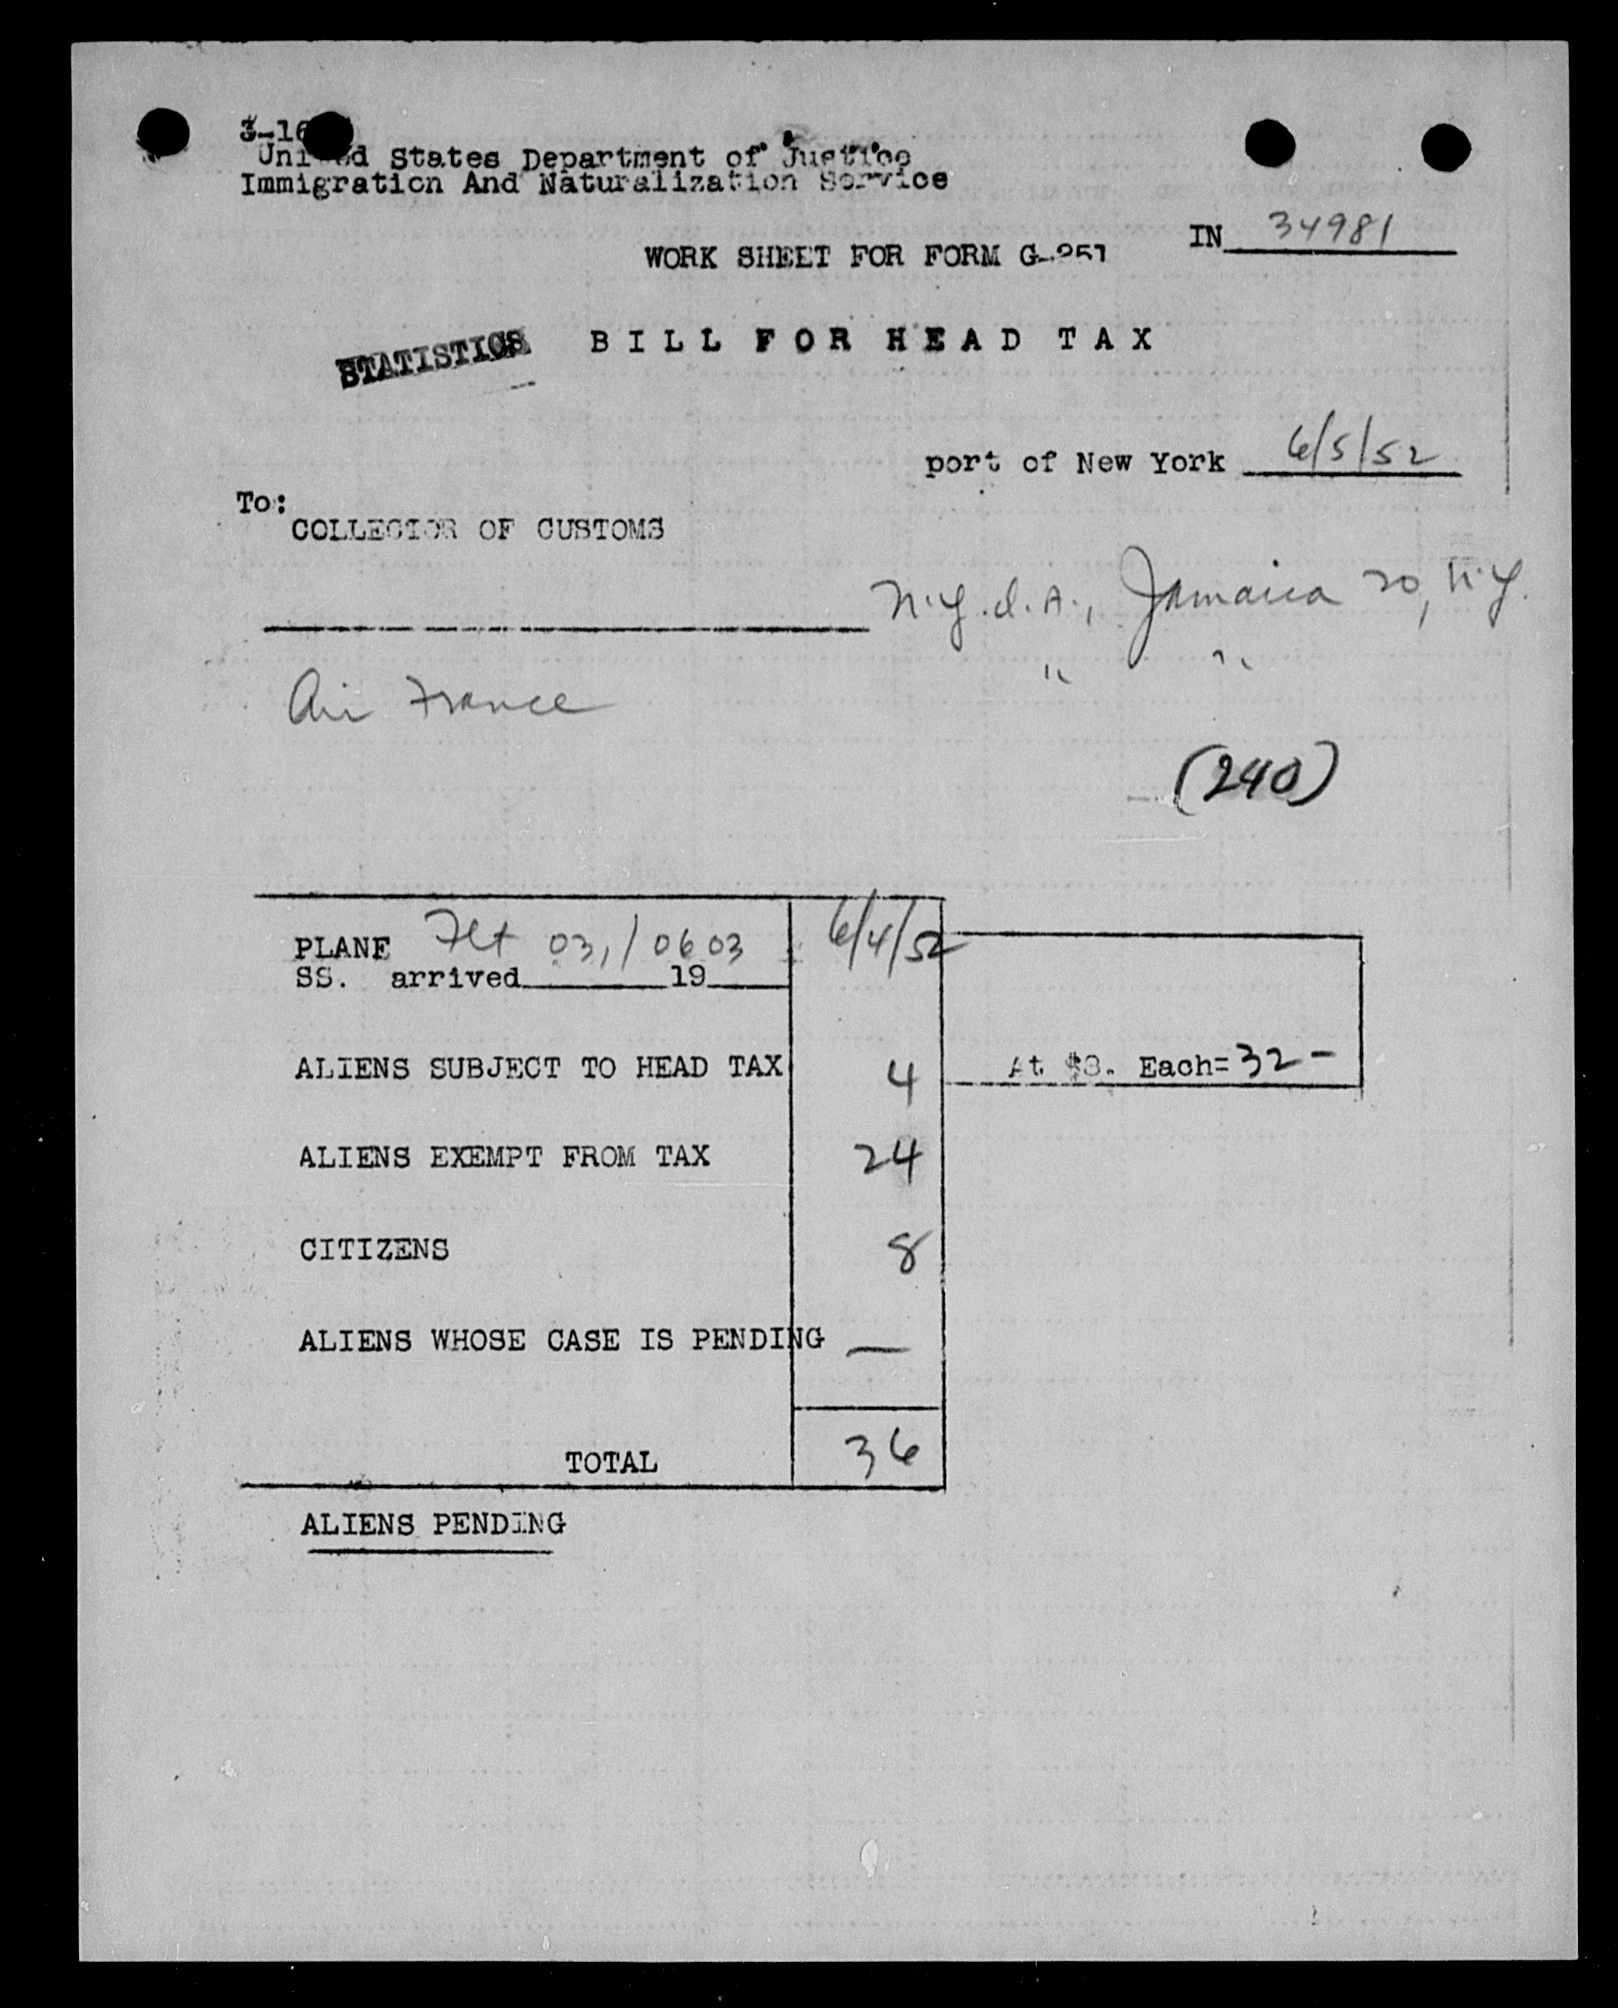 3-16
United States Department of Justice
Immigration And Naturalization Service
IN 34981
WORK SHEET FOR FORM G-251
STATISTICS
BILL FOR HEAD TAX
port of New York 6/5/52
To:
COLLECTOR OF CUSTOMS
N.Y.I.A., Jamaica 20, N.Y.
" "
Air France
(240)
PLANE Flt 031/0603 6/4/52
SS. arrived 19
ALIENS SUBJECT TO HEAD TAX 4 At $8. Each= 32 -
ALIENS EXEMPT FROM TAX 24
CITIZENS 8
ALIENS WHOSE CASE IS PENDING —
TOTAL 36
ALIENS PENDING